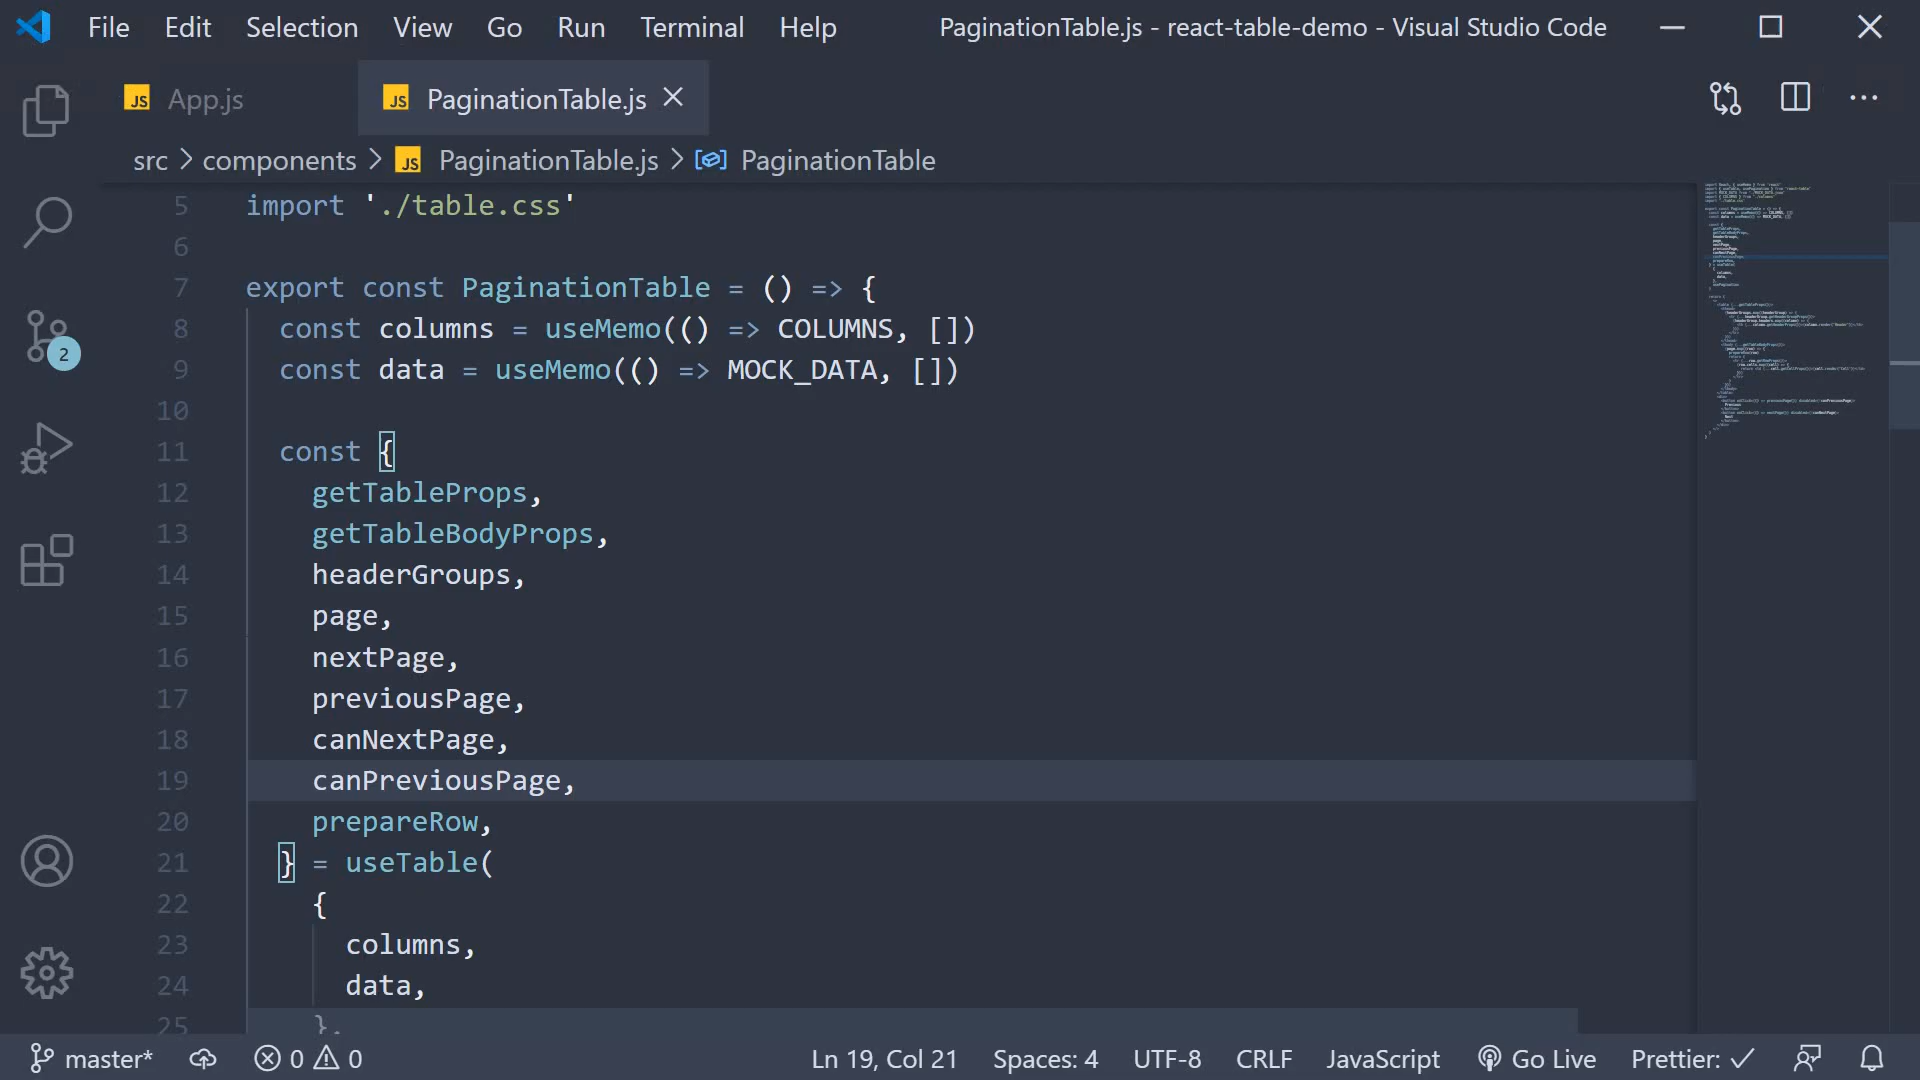 File Edit Selection View Go Run Terminal Help PaginationTable.js - react-table-demo - Visual Studio Code
JS App.js JS PaginationTable.js
src > components > JS PaginationTable.js > PaginationTable
5 import './table.css'
6
7 export const PaginationTable = () => {
8 const columns = useMemo(() => COLUMNS, [])
9 const data = useMemo(() => MOCK_DATA, [])
10
11 const {
12 getTableProps,
13 getTableBodyProps,
14 headerGroups,
15 page,
16 nextPage,
17 previousPage,
18 canNextPage,
19 canPreviousPage,
20 prepareRow,
21 } = useTable(
22 {
23 columns,
24 data,
25 },
2
master* 0 0 Ln 19, Col 21 Spaces: 4 UTF-8 CRLF JavaScript Go Live Prettier: ✓